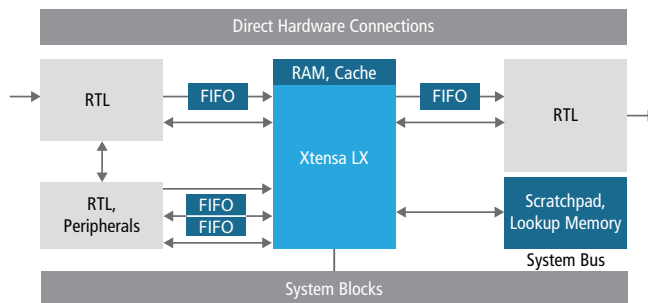 Direct Hardware Connections
RAM, Cache
RTL
FIFO
Xtensa LX
FIFO
RTL
RTL,
Peripherals
FIFO
FIFO
Scratchpad,
Lookup Memory
System Bus
System Blocks